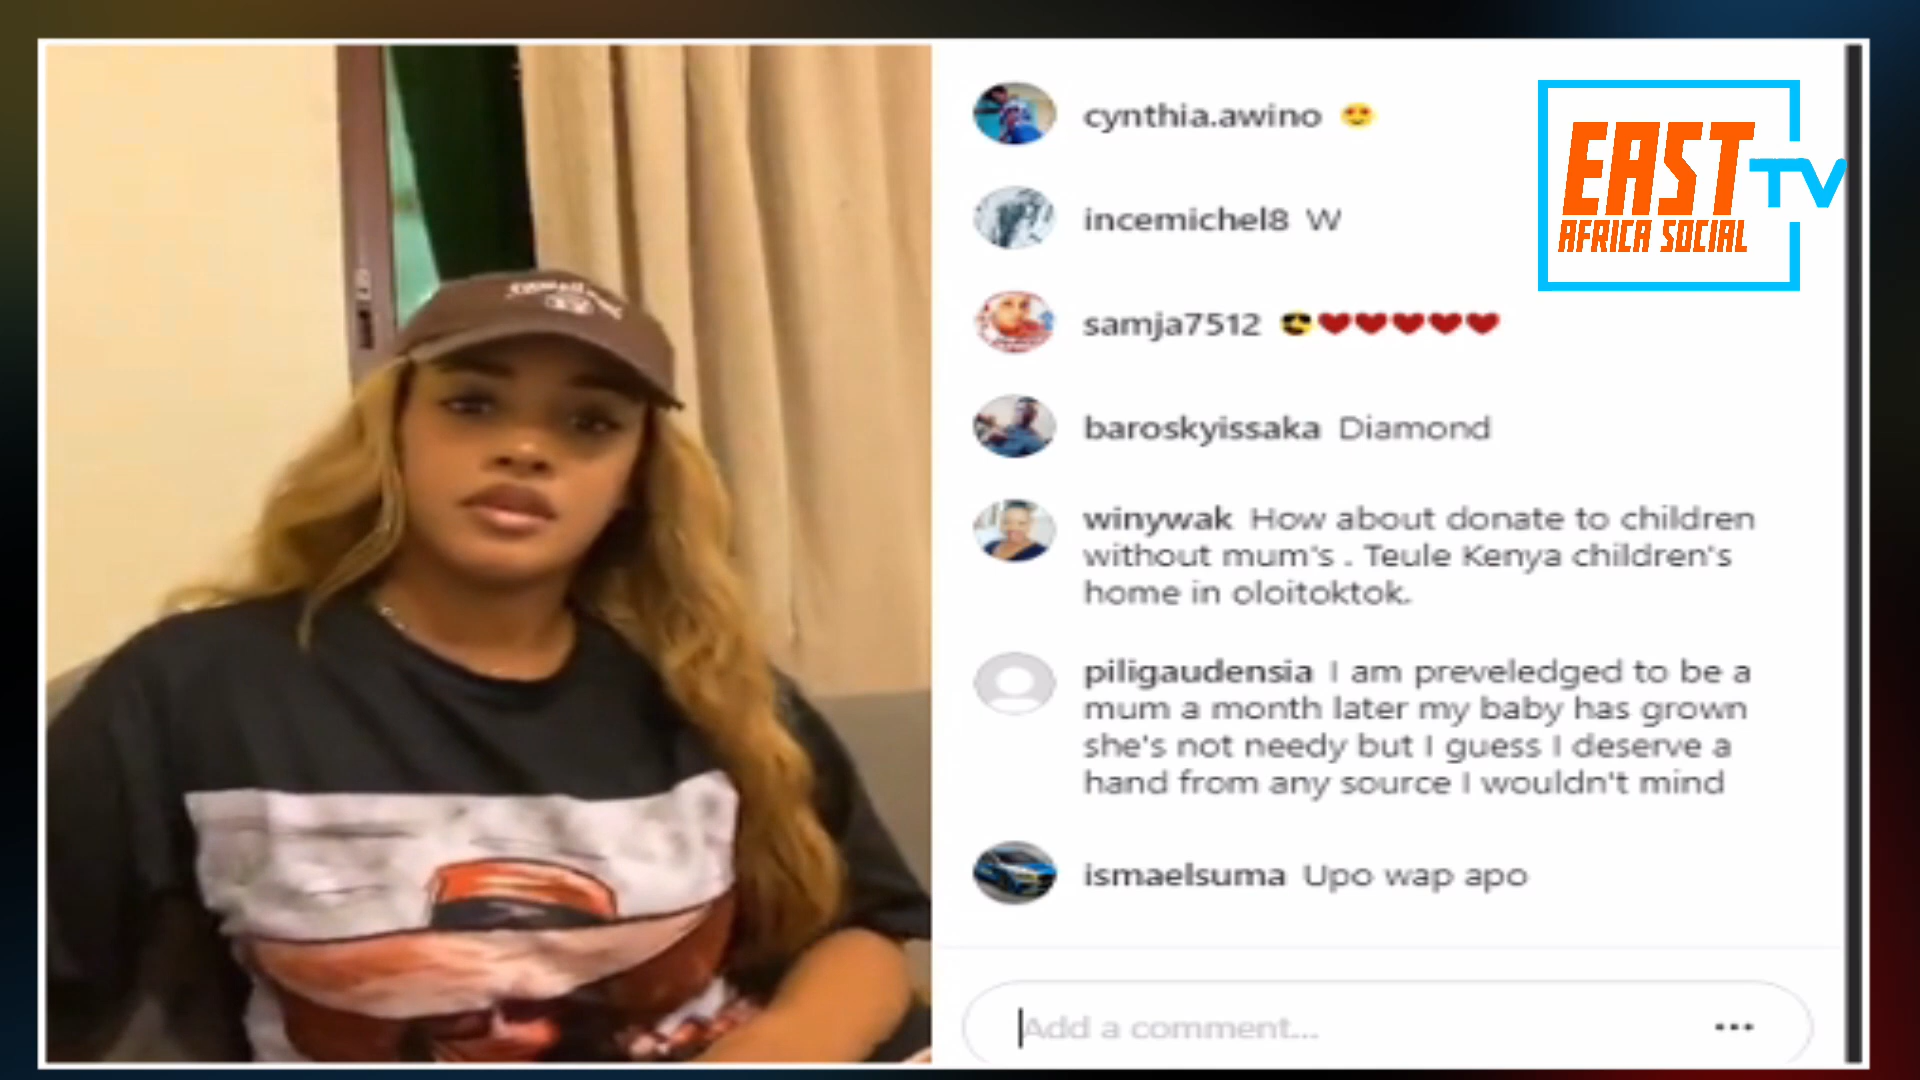 cynthia.awino 😍
incemichel8 W
samja7512 😎❤❤❤❤❤
baroskyissaka Diamond
winywak How about donate to children
without mum's . Teule Kenya children's
home in oloitoktok.
piligaudensia I am preveledged to be a
mum a month later my baby has grown
she's not needy but I guess I deserve a
hand from any source I wouldn't mind
ismaelsuma Upo wap apo
Add a comment...
EAST TV
AFRICA SOCIAL